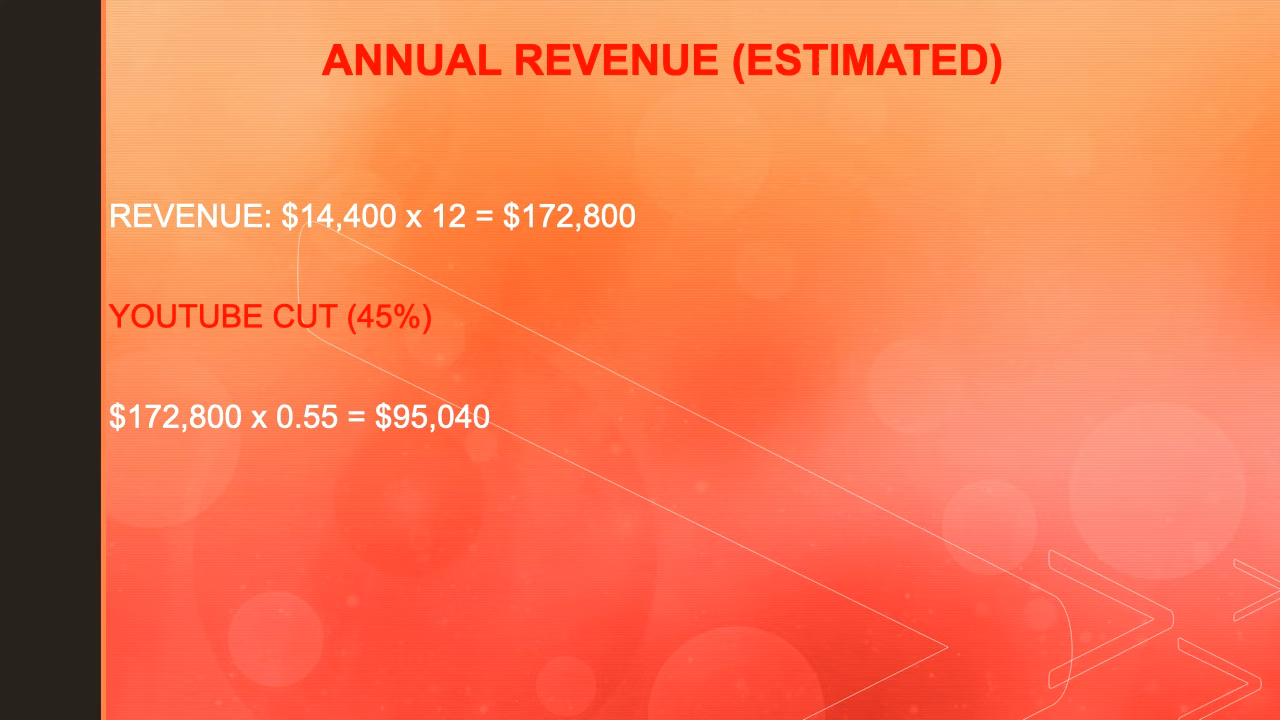 ANNUAL REVENUE (ESTIMATED)
REVENUE: $14,400 x 12 = $172,800
YOUTUBE CUT (45%)
$172,800 x 0.55 = $95,040